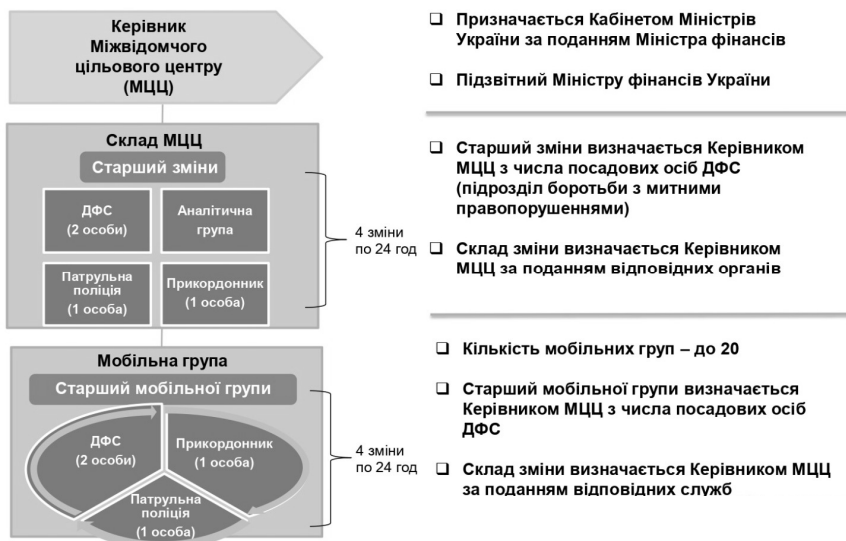 Керівник
Міжвідомчого
цільового центру
(МЦЦ)
❑ Призначається Кабінетом Міністрів
України за поданням Міністра фінансів
❑ Підзвітний Міністру фінансів України
Склад МЦЦ
Старший зміни
ДФС
(2 особи)
Аналітична
група
Патрульна
поліція
(1 особа)
Прикордонник
(1 особа)
4 зміни
по 24 год
❑ Старший зміни визначається Керівником
МЦЦ з числа посадових осіб ДФС
(підрозділ боротьби з митними
правопорушеннями)
❑ Склад зміни визначається Керівником
МЦЦ за поданням відповідних органів
Мобільна група
Старший мобільної групи
ДФС
(2 особи)
Прикордонник
(1 особа)
Патрульна
поліція
(1 особа)
4 зміни
по 24 год
❑ Кількість мобільних груп – до 20
❑ Старший мобільної групи визначається
Керівником МЦЦ з числа посадових осіб
ДФС
❑ Склад зміни визначається Керівником МЦЦ
за поданням відповідних служб